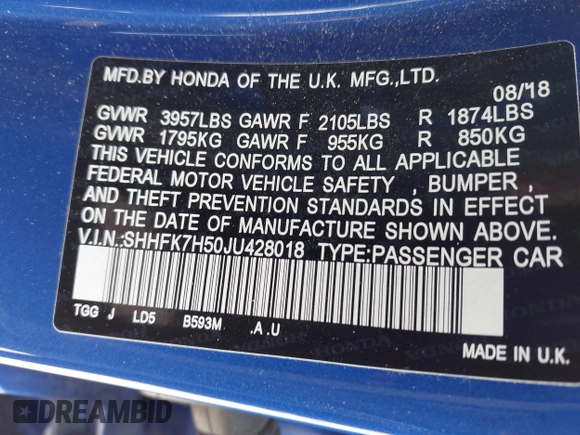 MFD.BY HONDA OF THE U.K. MFG.,LTD.
08/'18
GVWR 3957LBS GAWR F 2105LBS R 1874LBS
GVWR 1795KG GAWR F 955KG R 850KG
THIS VEHICLE CONFORMS TO ALL APPLICABLE
FEDERAL MOTOR VEHICLE SAFETY , BUMPER ,
AND THEFT PREVENTION STANDARDS IN EFFECT
ON THE DATE OF MANUFACTURE SHOWN ABOVE.
V.I.N.:SHHFK7H50JU428018 TYPE:PASSENGER CAR
TGG J LD5 B593M .A .U
MADE IN U.K.
DREAMBID